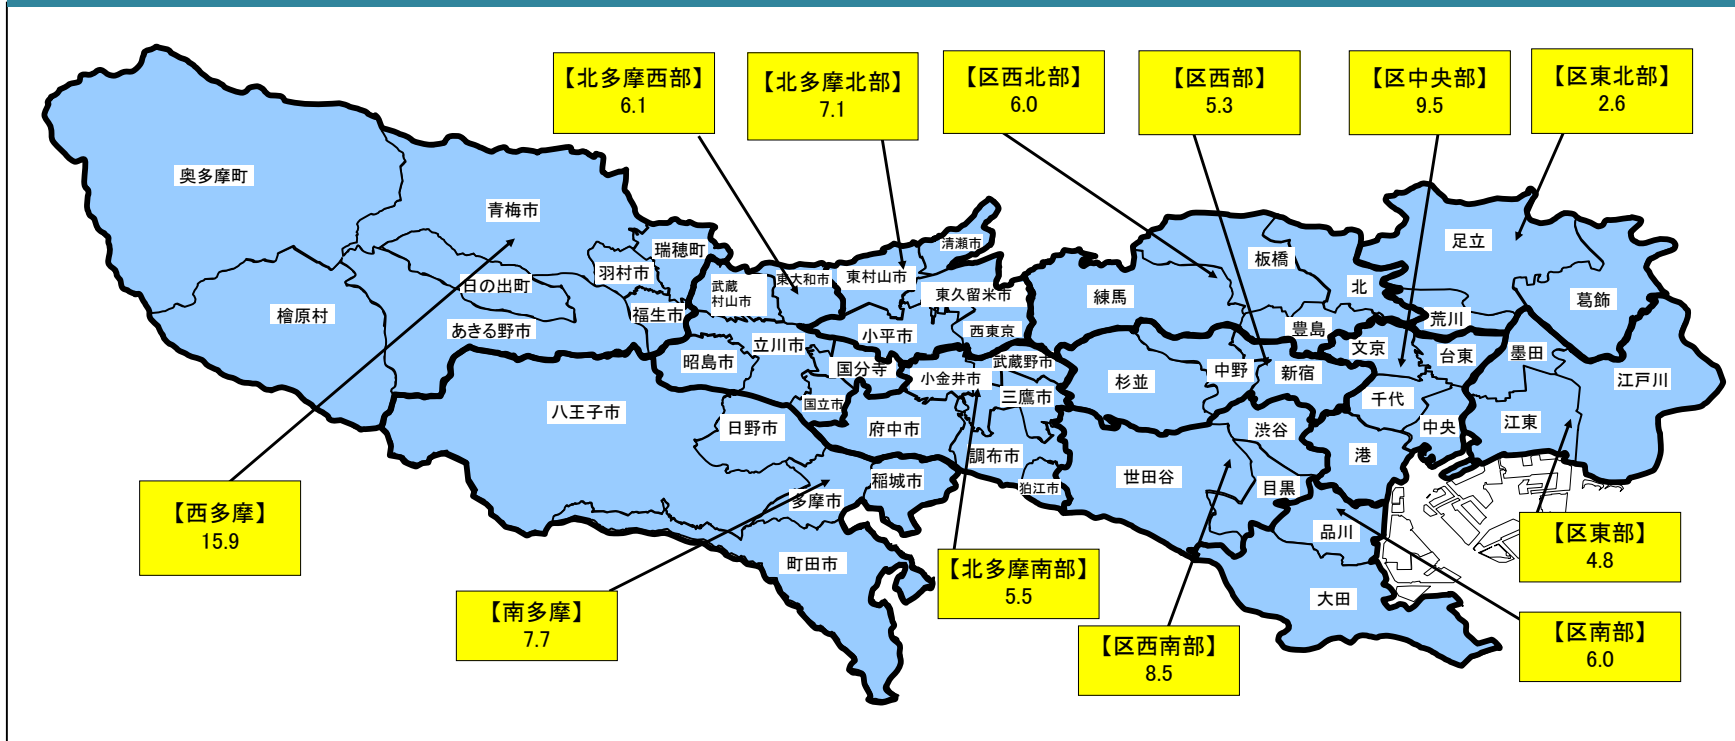 【北多摩西部】
6.1
【北多摩北部】
7.1
【区西北部】
6.0
【区西部】
5.3
【区中央部】
9.5
【区東北部】
2.6
奥多摩町
青梅市
瑞穂町
羽村市
日の出町
檜原村
あきる野市
福生市
武蔵
村山市
東大和市
東村山市
清瀬市
東久留米市
小平市
西東京
立川市
昭島市
国分寺
国立市
小金井市
武蔵野市
三鷹市
府中市
調布市
狛江市
八王子市
日野市
多摩市
稲城市
町田市
練馬
板橋
北
豊島
足立
葛飾
荒川
文京
台東
墨田
江戸川
杉並
中野
新宿
千代
中央
江東
渋谷
港
世田谷
目黒
品川
大田
【西多摩】
15.9
【南多摩】
7.7
【北多摩南部】
5.5
【区西南部】
8.5
【区東部】
4.8
【区南部】
6.0